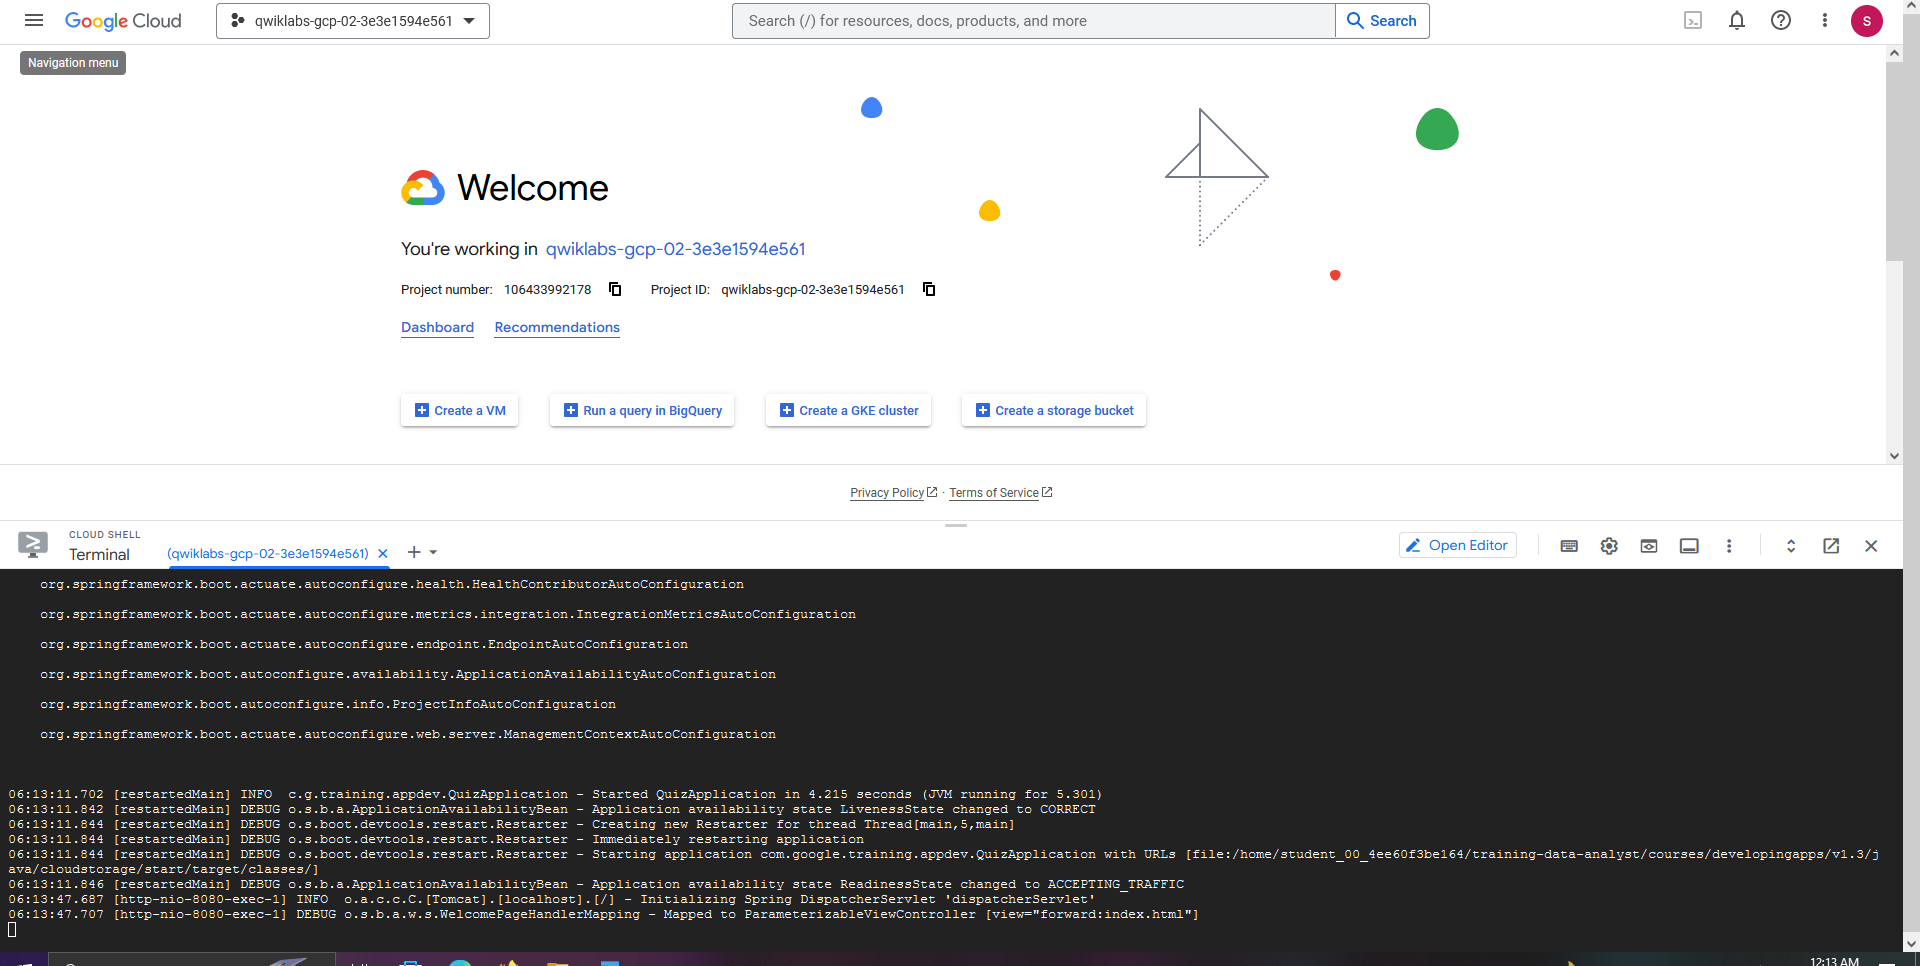 Google Cloud
qwiklabs-gcp-02-3e3e1594e561
Search (/) for resources, docs, products, and more
Search
S
Navigation menu
Welcome
You're working in qwiklabs-gcp-02-3e3e1594e561
Project number: 106433992178 Project ID: qwiklabs-gcp-02-3e3e1594e561
Dashboard Recommendations
Create a VM Run a query in BigQuery Create a GKE cluster Create a storage bucket
Privacy Policy · Terms of Service
CLOUD SHELL
Terminal (qwiklabs-gcp-02-3e3e1594e561) Open Editor
org.springframework.boot.actuate.autoconfigure.health.HealthContributorAutoConfiguration
org.springframework.boot.actuate.autoconfigure.metrics.integration.IntegrationMetricsAutoConfiguration
org.springframework.boot.actuate.autoconfigure.endpoint.EndpointAutoConfiguration
org.springframework.boot.autoconfigure.availability.ApplicationAvailabilityAutoConfiguration
org.springframework.boot.autoconfigure.info.ProjectInfoAutoConfiguration
org.springframework.boot.actuate.autoconfigure.web.server.ManagementContextAutoConfiguration
06:13:11.702 [restartedMain] INFO  c.g.training.appdev.QuizApplication - Started QuizApplication in 4.215 seconds (JVM running for 5.301)
06:13:11.842 [restartedMain] DEBUG o.s.b.a.ApplicationAvailabilityBean - Application availability state LivenessState changed to CORRECT
06:13:11.844 [restartedMain] DEBUG o.s.boot.devtools.restart.Restarter - Creating new Restarter for thread Thread[main,5,main]
06:13:11.844 [restartedMain] DEBUG o.s.boot.devtools.restart.Restarter - Immediately restarting application
06:13:11.844 [restartedMain] DEBUG o.s.boot.devtools.restart.Restarter - Starting application com.google.training.appdev.QuizApplication with URLs [file:/home/student_00_4ee60f3be164/training-data-analyst/courses/developingapps/v1.3/j
ava/cloudstorage/start/target/classes/]
06:13:11.846 [restartedMain] DEBUG o.s.b.a.ApplicationAvailabilityBean - Application availability state ReadinessState changed to ACCEPTING_TRAFFIC
06:13:47.687 [http-nio-8080-exec-1] INFO  o.a.c.c.C.[Tomcat].[localhost].[/] - Initializing Spring DispatcherServlet 'dispatcherServlet'
06:13:47.707 [http-nio-8080-exec-1] DEBUG o.s.b.a.w.s.WelcomePageHandlerMapping - Mapped to ParameterizableViewController [view="forward:index.html"]
12:13 AM